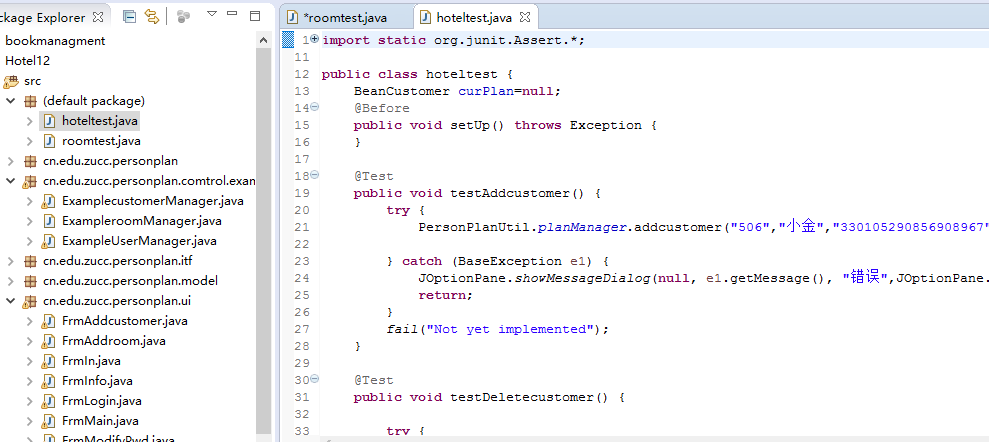 ckage Explorer
bookmanagment
Hotel12
src
(default package)
hoteltest.java
roomtest.java
cn.edu.zucc.personplan
cn.edu.zucc.personplan.comtrol.exan
ExamplecustomerManager.java
ExampleroomManager.java
ExampleUserManager.java
cn.edu.zucc.personplan.itf
cn.edu.zucc.personplan.model
cn.edu.zucc.personplan.ui
FrmAddcustomer.java
FrmAddroom.java
FrmIn.java
FrmInfo.java
FrmLogin.java
FrmMain.java
FrmModifyPwd.java
*roomtest.java
hoteltest.java
1 import static org.junit.Assert.*;
11
12 public class hoteltest {
13 BeanCustomer curPlan=null;
14 @Before
15 public void setUp() throws Exception {
16 }
17
18 @Test
19 public void testAddcustomer() {
20 try {
21 PersonPlanUtil.planManager.addcustomer("506","小金","330105290856908967"
22
23 } catch (BaseException e1) {
24 JOptionPane.showMessageDialog(null, e1.getMessage(), "错误",JOptionPane.
25 return;
26 }
27 fail("Not yet implemented");
28 }
29
30 @Test
31 public void testDeletecustomer() {
32
33 try {